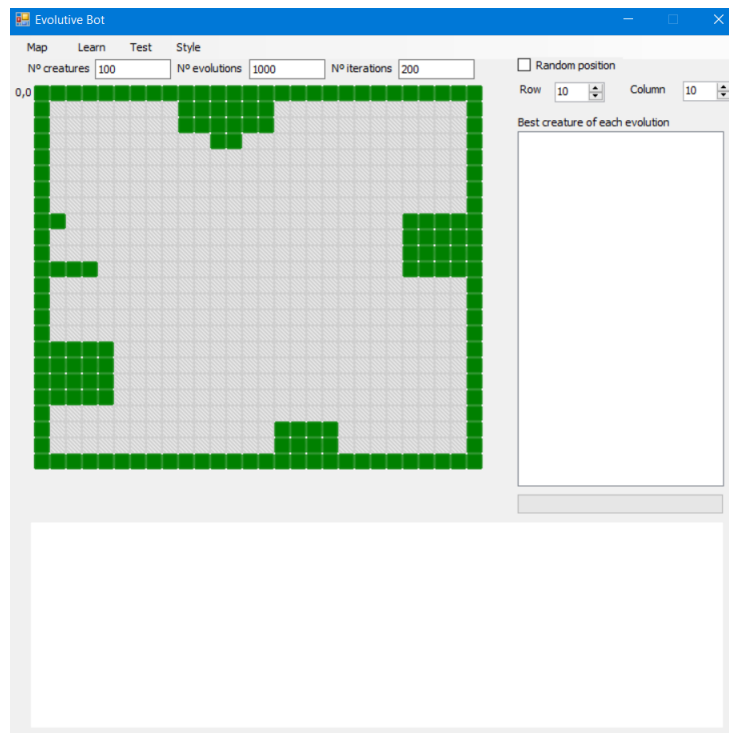 Evolutive Bot
Map Learn Test Style
Nº creatures 100 Nº evolutions 1000 Nº iterations 200
Random position
0,0
Row 10 Column 10
Best creature of each evolution